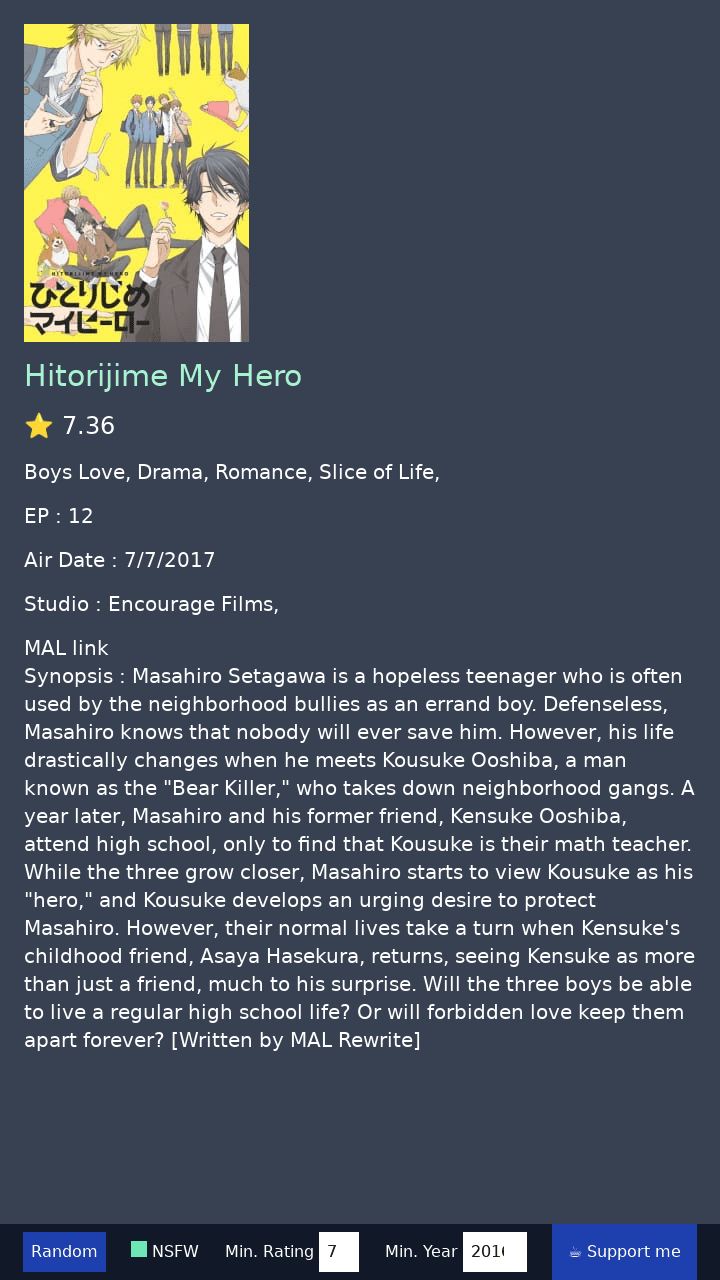 HITORIJIME MY HERO
ひとりじめ
マイヒーロー
Hitorijime My Hero
⭐ 7.36
Boys Love, Drama, Romance, Slice of Life,
EP : 12
Air Date : 7/7/2017
Studio : Encourage Films,
MAL link
Synopsis : Masahiro Setagawa is a hopeless teenager who is often
used by the neighborhood bullies as an errand boy. Defenseless,
Masahiro knows that nobody will ever save him. However, his life
drastically changes when he meets Kousuke Ooshiba, a man
known as the "Bear Killer," who takes down neighborhood gangs. A
year later, Masahiro and his former friend, Kensuke Ooshiba,
attend high school, only to find that Kousuke is their math teacher.
While the three grow closer, Masahiro starts to view Kousuke as his
"hero," and Kousuke develops an urging desire to protect
Masahiro. However, their normal lives take a turn when Kensuke's
childhood friend, Asaya Hasekura, returns, seeing Kensuke as more
than just a friend, much to his surprise. Will the three boys be able
to live a regular high school life? Or will forbidden love keep them
apart forever? [Written by MAL Rewrite]
Random NSFW Min. Rating 7 Min. Year 201 ☕ Support me